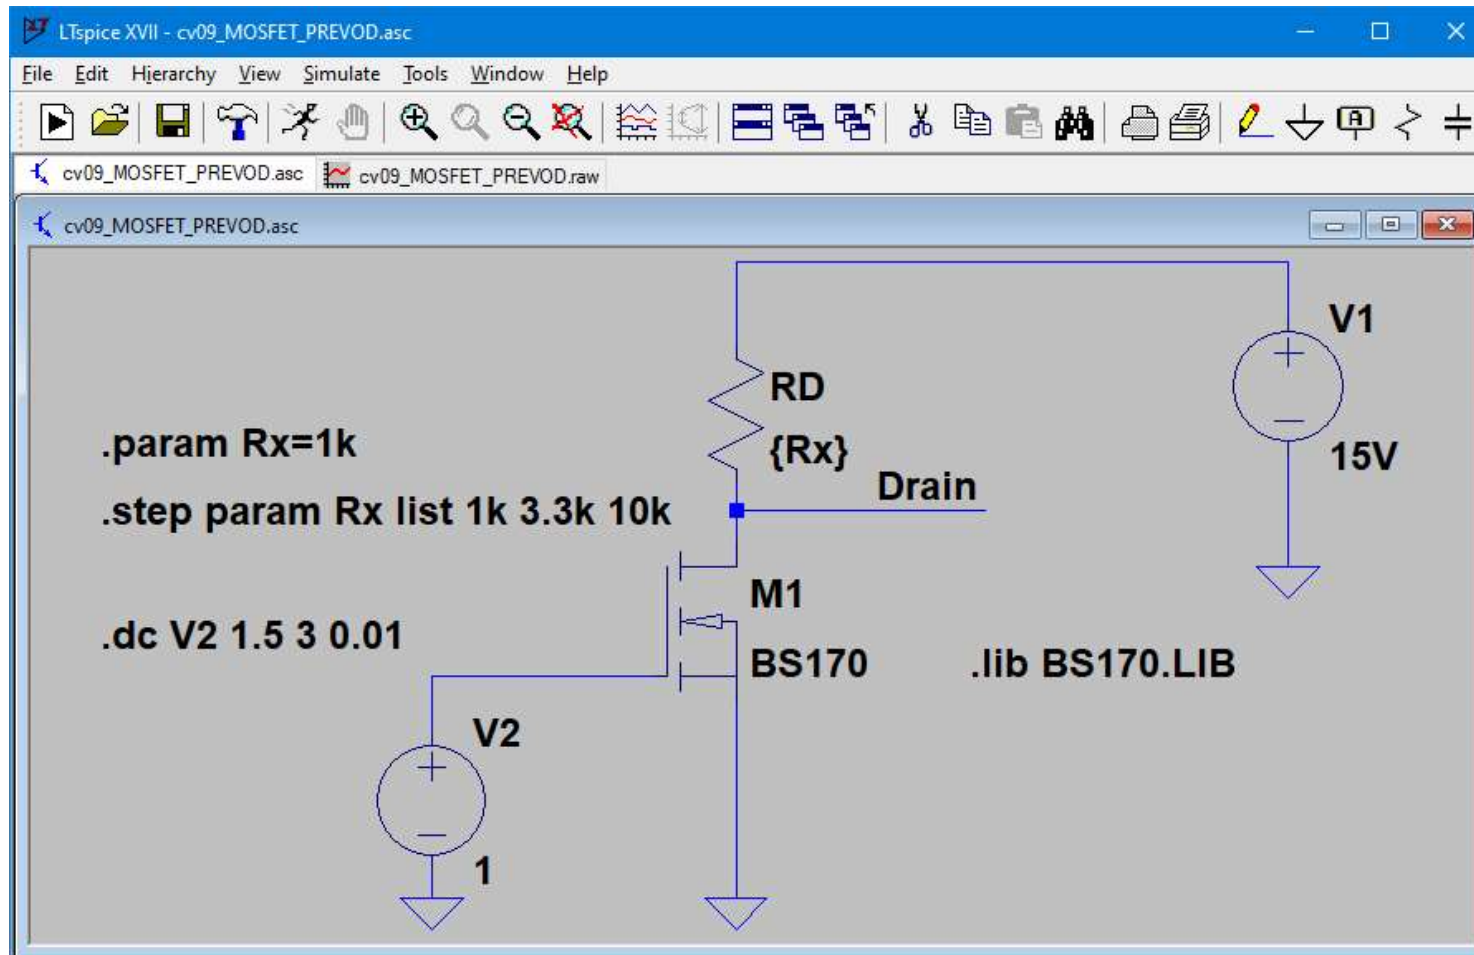 LTspice XVII - cv09_MOSFET_PREVOD.asc
File Edit Hierarchy View Simulate Tools Window Help
cv09_MOSFET_PREVOD.asc cv09_MOSFET_PREVOD.raw
cv09_MOSFET_PREVOD.asc
V1
RD
.param Rx=1k
{Rx}
15V
Drain
.step param Rx list 1k 3.3k 10k
M1
.dc V2 1.5 3 0.01
BS170
.lib BS170.LIB
V2
1